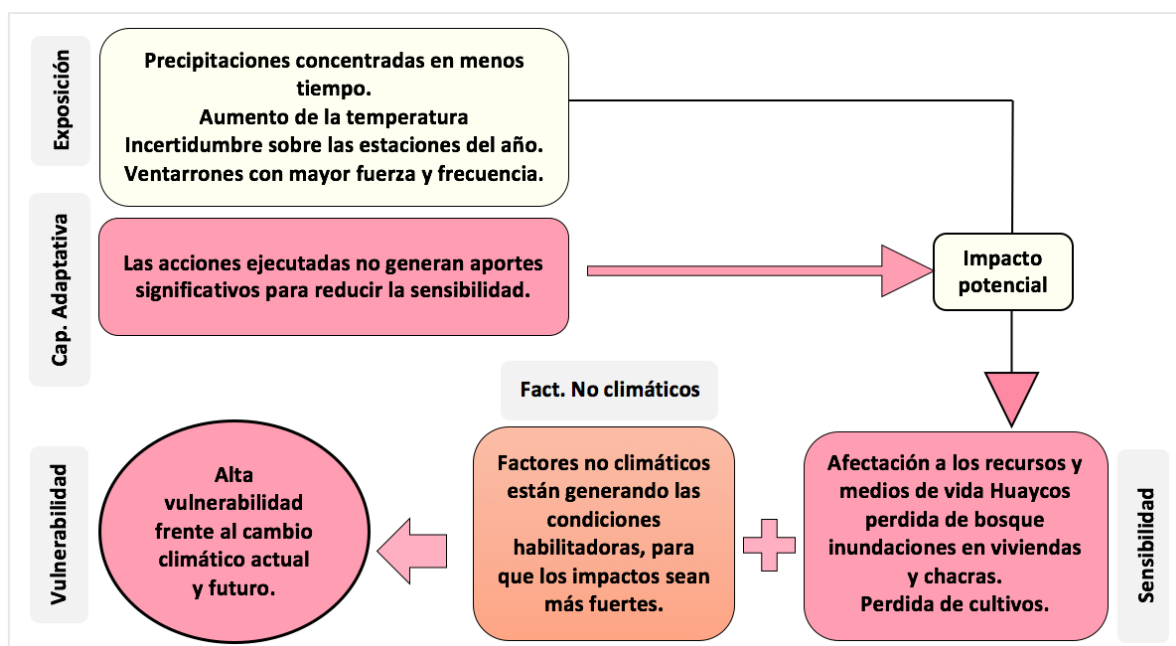 Exposición
Precipitaciones concentradas en menos
tiempo.
Aumento de la temperatura
Incertidumbre sobre las estaciones del año.
Ventarrones con mayor fuerza y frecuencia.
Cap. Adaptativa
Las acciones ejecutadas no generan aportes
significativos para reducir la sensibilidad.
Impacto
potencial
Fact. No climáticos
Vulnerabilidad
Alta
vulnerabilidad
frente al cambio
climático actual
y futuro.
Factores no climáticos
están generando las
condiciones
habilitadoras, para
que los impactos sean
más fuertes.
Afectación a los recursos y
medios de vida Huaycos
perdida de bosque
inundaciones en viviendas
y chacras.
Perdida de cultivos.
Sensibilidad